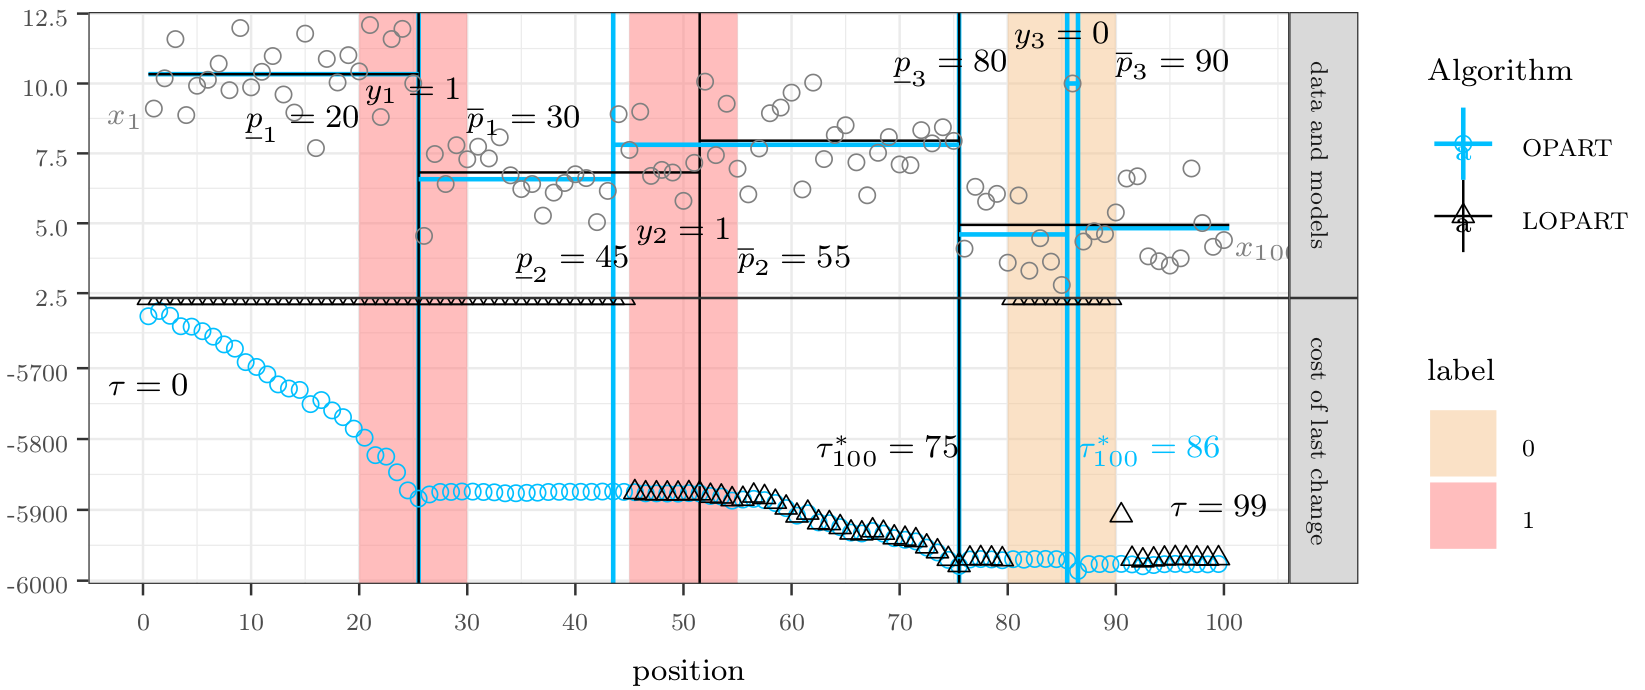 12.5
10.0
7.5
5.0
2.5
x₁
p̲₁ = 20
y₁ = 1
p̅₁ = 30
p̲₂ = 45
y₂ = 1
p̅₂ = 55
p̲₃ = 80
y₃ = 0
p̅₃ = 90
x₁₀₀
data and models
-5700
-5800
-5900
-6000
τ = 0
τ*₁₀₀ = 75
τ*₁₀₀ = 86
τ = 99
cost of last change
0 10 20 30 40 50 60 70 80 90 100
position
Algorithm
a OPART
a LOPART
label
0
1